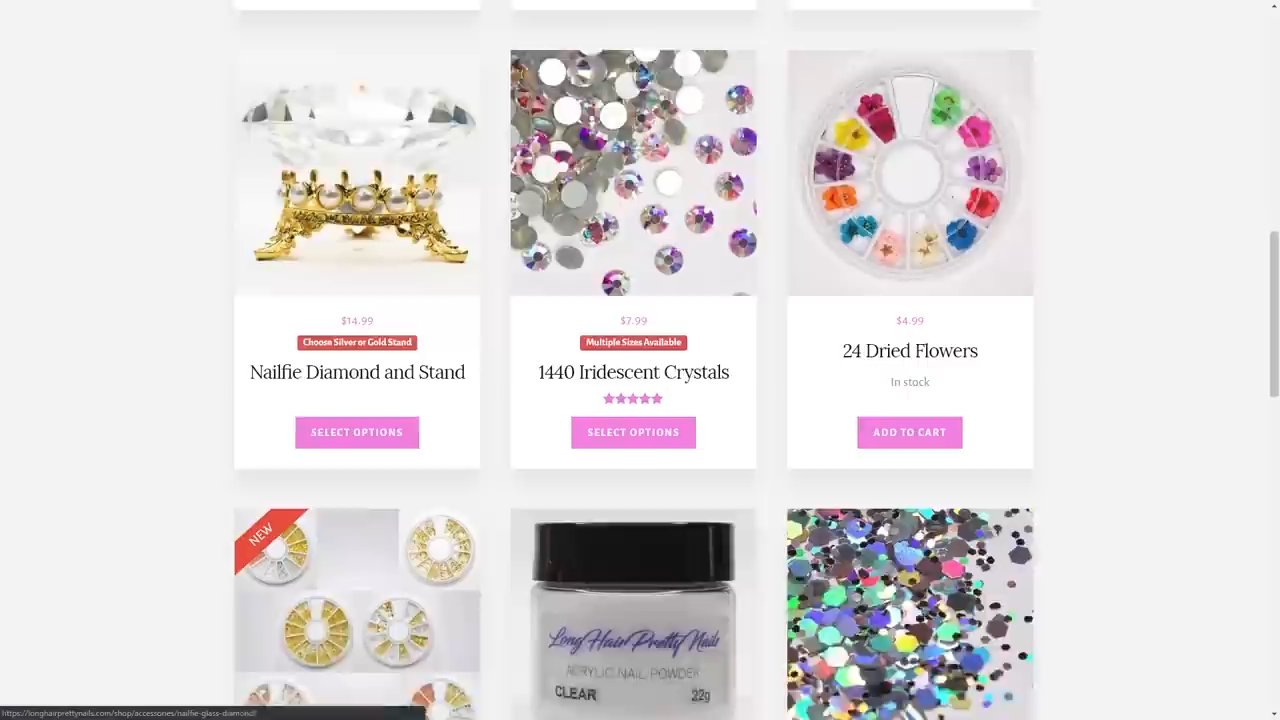 $14.99
Choose Silver or Gold Stand
Nailfie Diamond and Stand
SELECT OPTIONS
$7.99
Multiple Sizes Available
1440 Iridescent Crystals
SELECT OPTIONS
$4.99
24 Dried Flowers
In stock
ADD TO CART
NEW
Long Hair Pretty Nails
ACRYLIC NAIL POWDER
CLEAR 22g
https://longhairprettynails.com/shop/accessories/nailfie-glass-diamond/